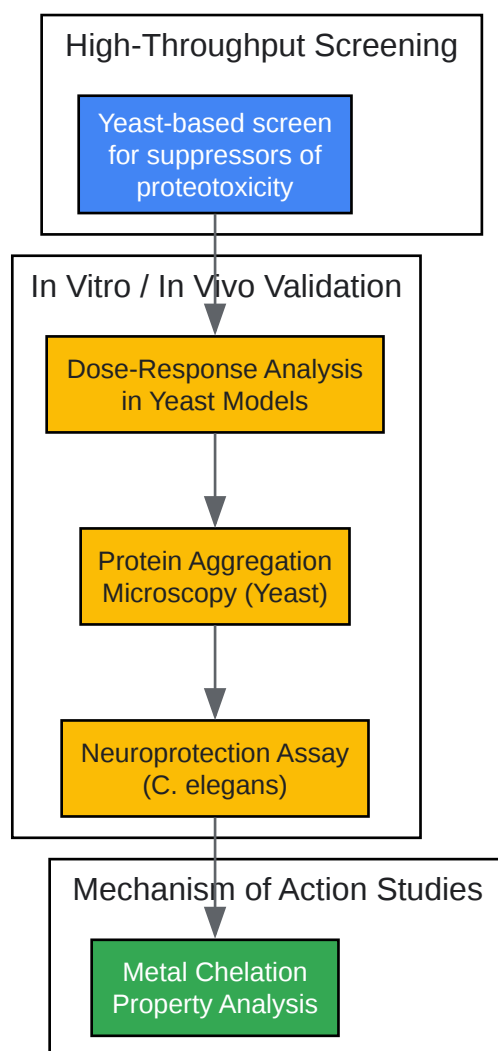 High-Throughput Screening
Yeast-based screen
for suppressors of
proteotoxicity
In Vitro / In Vivo Validation
Dose-Response Analysis
in Yeast Models
Protein Aggregation
Microscopy (Yeast)
Neuroprotection Assay
(C. elegans)
Mechanism of Action Studies
Metal Chelation
Property Analysis